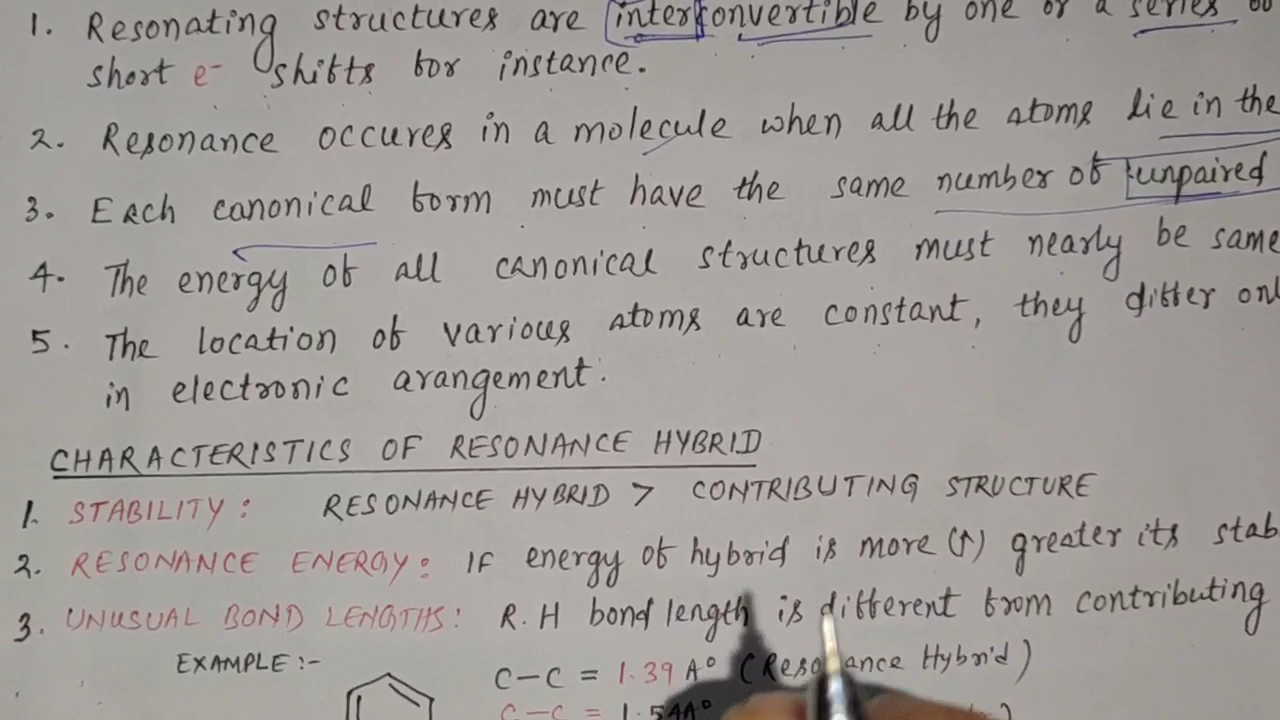 1. Resonating structures are interconvertible by one or a series
short e- shifts for instance.
2. Resonance occures in a molecule when all the atoms lie in the
3. Each canonical form must have the same number of unpaired
4. The energy of all canonical structures must nearly be same
5. The location of various atoms are constant, they differ
in electronic arangement.
CHARACTERISTICS OF RESONANCE HYBRID
1. STABILITY: RESONANCE HYBRID > CONTRIBUTING STRUCTURE
2. RESONANCE ENERGY: IF energy of hybrid is more (↑) greater its
3. UNUSUAL BOND LENGTHS: R.H bond length is different from contributing
EXAMPLE:- C-C = 1.39 A° (Resonance Hybrid)
C-C = 1.54A°